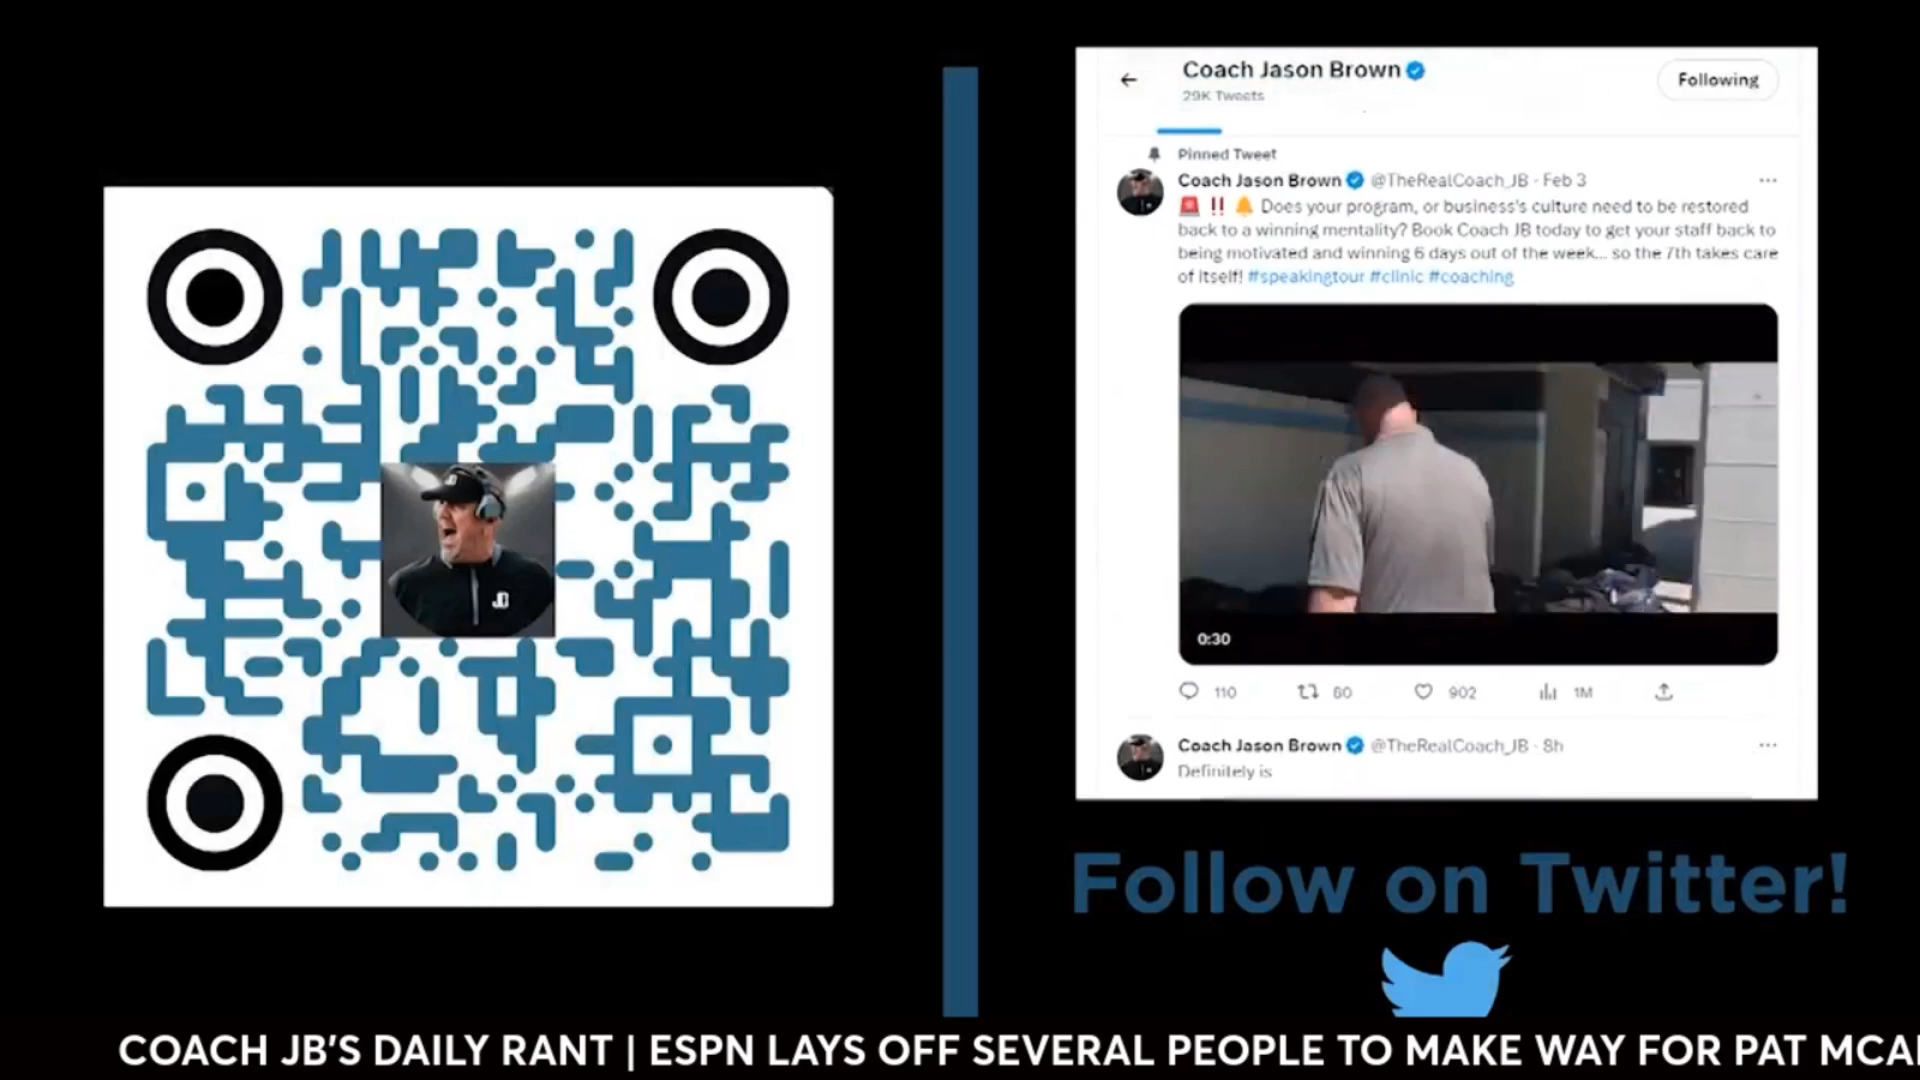 Coach Jason Brown
29K Tweets
Following
Pinned Tweet
Coach Jason Brown @TheRealCoach_JB · Feb 3
🚨 ‼️ 🔔 Does your program, or business's culture need to be restored
back to a winning mentality? Book Coach JB today to get your staff back to
being motivated and winning 6 days out of the week... so the 7th takes care
of itself! #speakingtour #clinic #coaching
JB
0:30
110 60 902 1M
Coach Jason Brown @TheRealCoach_JB · 8h
Definitely is
Follow on Twitter!
COACH JB'S DAILY RANT | ESPN LAYS OFF SEVERAL PEOPLE TO MAKE WAY FOR PAT MCA